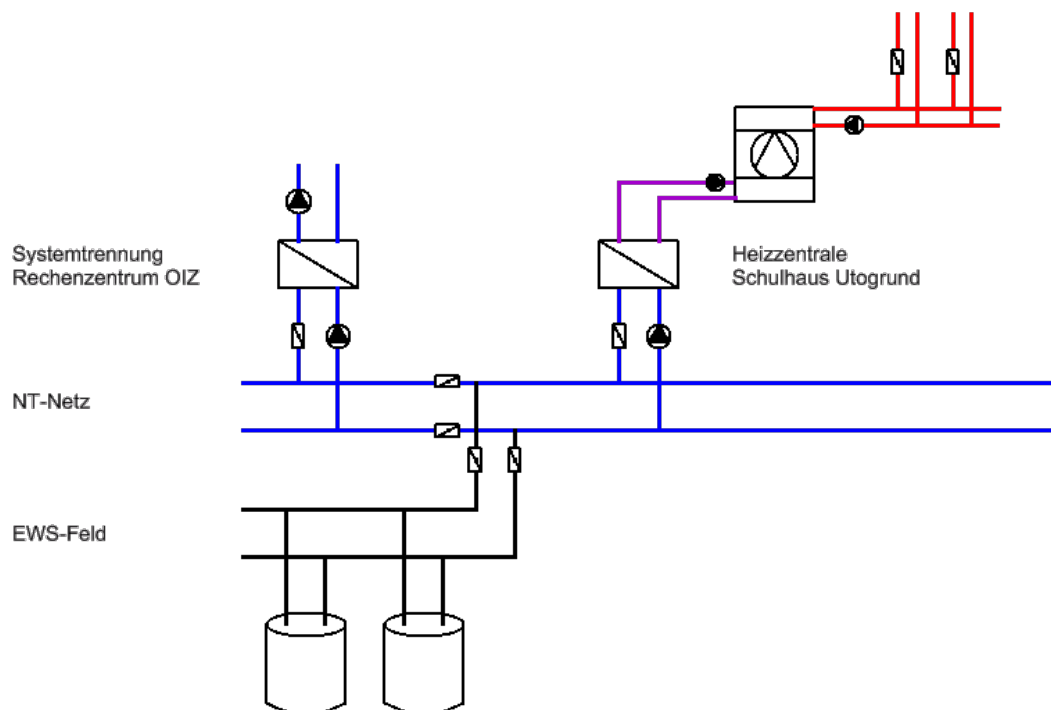 Systemtrennung
Rechenzentrum OIZ
Heizzentrale
Schulhaus Utogrund
NT-Netz
EWS-Feld